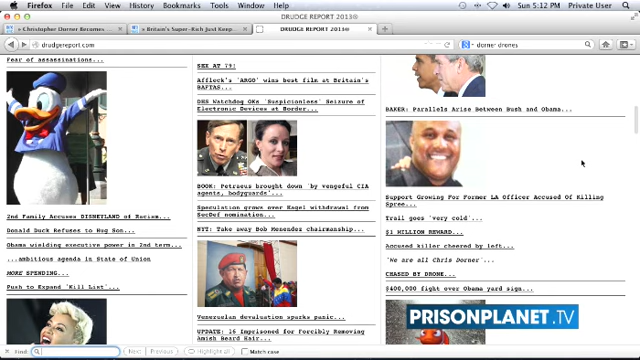 Firefox File Edit View History Bookmarks Tools Window Help
Sun 5:12 PM Private User
DRUDGE REPORT 2013®
» Christopher Dorner Becomes
» Britain's Super-Rich Just Keep...
DRUDGE REPORT 2013®
drudgereport.com
dorner drones
Fear of assassinations...
2nd Family Accuses DISNEYLAND of Racism...
Donald Duck Refuses to Hug Son...
Obama wielding executive power in 2nd term...
...ambitious agenda in State of Union
MORE SPENDING...
Push to Expand 'Kill List'...
SEE AT 79!
Affleck's 'ARGO' wins best film at Britain's
BAFTAS...
DHS Watchdog OKs 'Suspicionless' Seizure of
Electronic Devices at Border...
BOOK: Petraeus brought down 'by vengeful CIA
agents, bodyguards'...
Speculation grows over Hagel withdrawal from
SecDef nomination...
NYT: Take away Bob Menendez chairmanship...
Venezuelan devaluation sparks panic...
UPDATE: 16 Imprisoned for Forcibly Removing
Amish Beard Hair...
BAKER: Parallels Arise Between Bush and Obama...
Support Growing For Former LA Officer Accused Of Killing
Spree...
Trail goes 'very cold'...
$1 MILLION REWARD...
Accused killer cheered by left...
'We are all Chris Dorner'...
CHASED BY DRONE...
$400,000 fight over Obama yard sign...
PRISONPLANET.TV
Find:
Next Previous Highlight all Match case